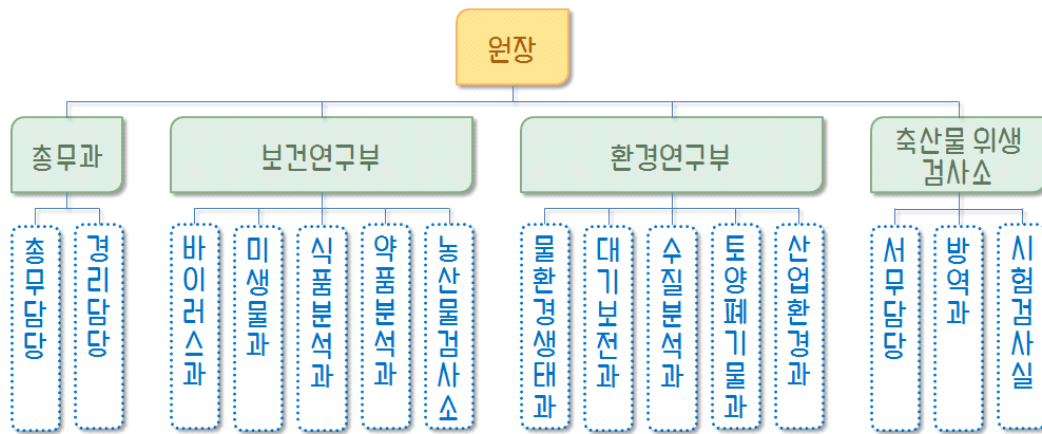 원장
총무과
보건연구부
환경연구부
축산물 위생
검사소
총무담당
경리담당
바이러스과
미생물과
식품분석과
약품분석과
농산물검사소
물환경생태과
대기보전과
수질분석과
토양폐기물과
산업환경과
서무담당
방역과
시험검사실